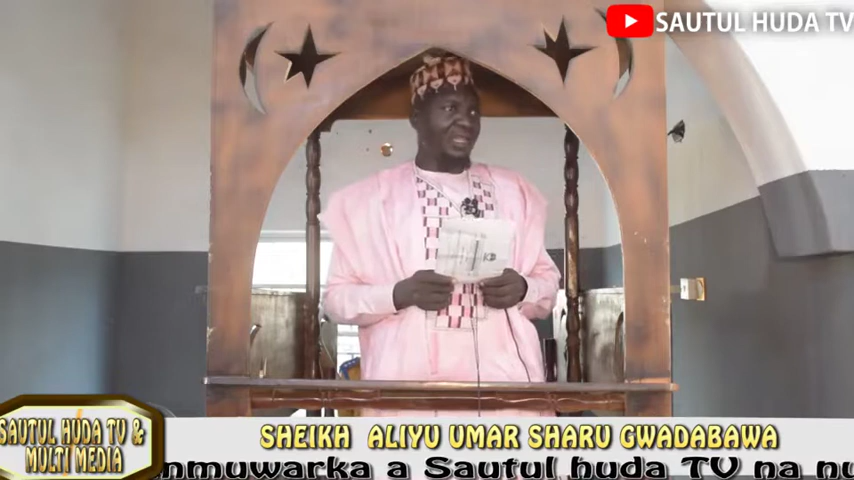 SAUTUL HUDA TV
SAUTUL HUDA TV &
MULTI MEDIA
SHEIKH ALIYU UMAR SHARU GWADABAWA
nmuwarka a Sautul huda TV na nu